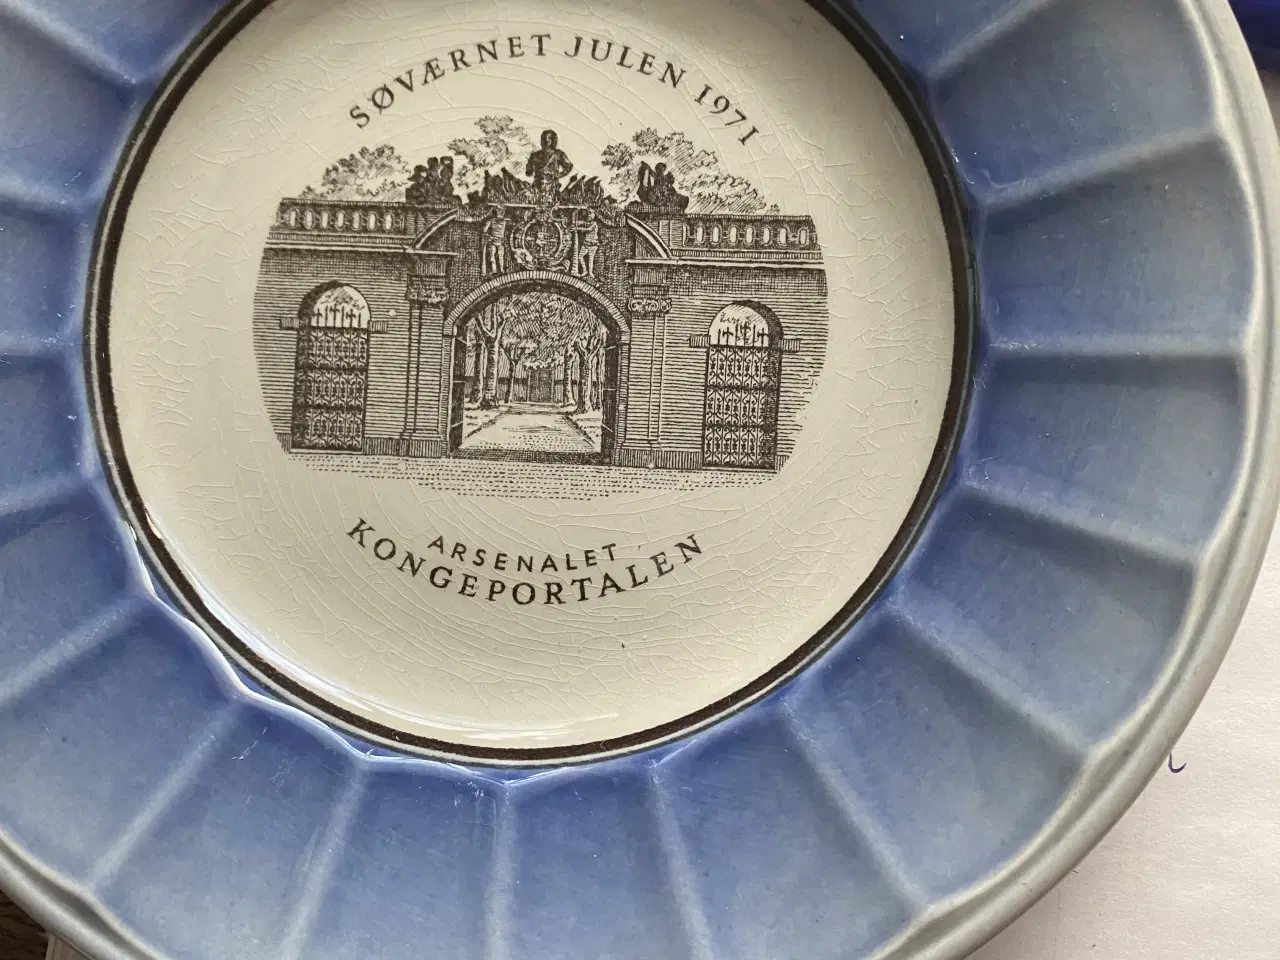 SØVÆRNET JULEN 1971
ARSENALET
KONGEPORTALEN